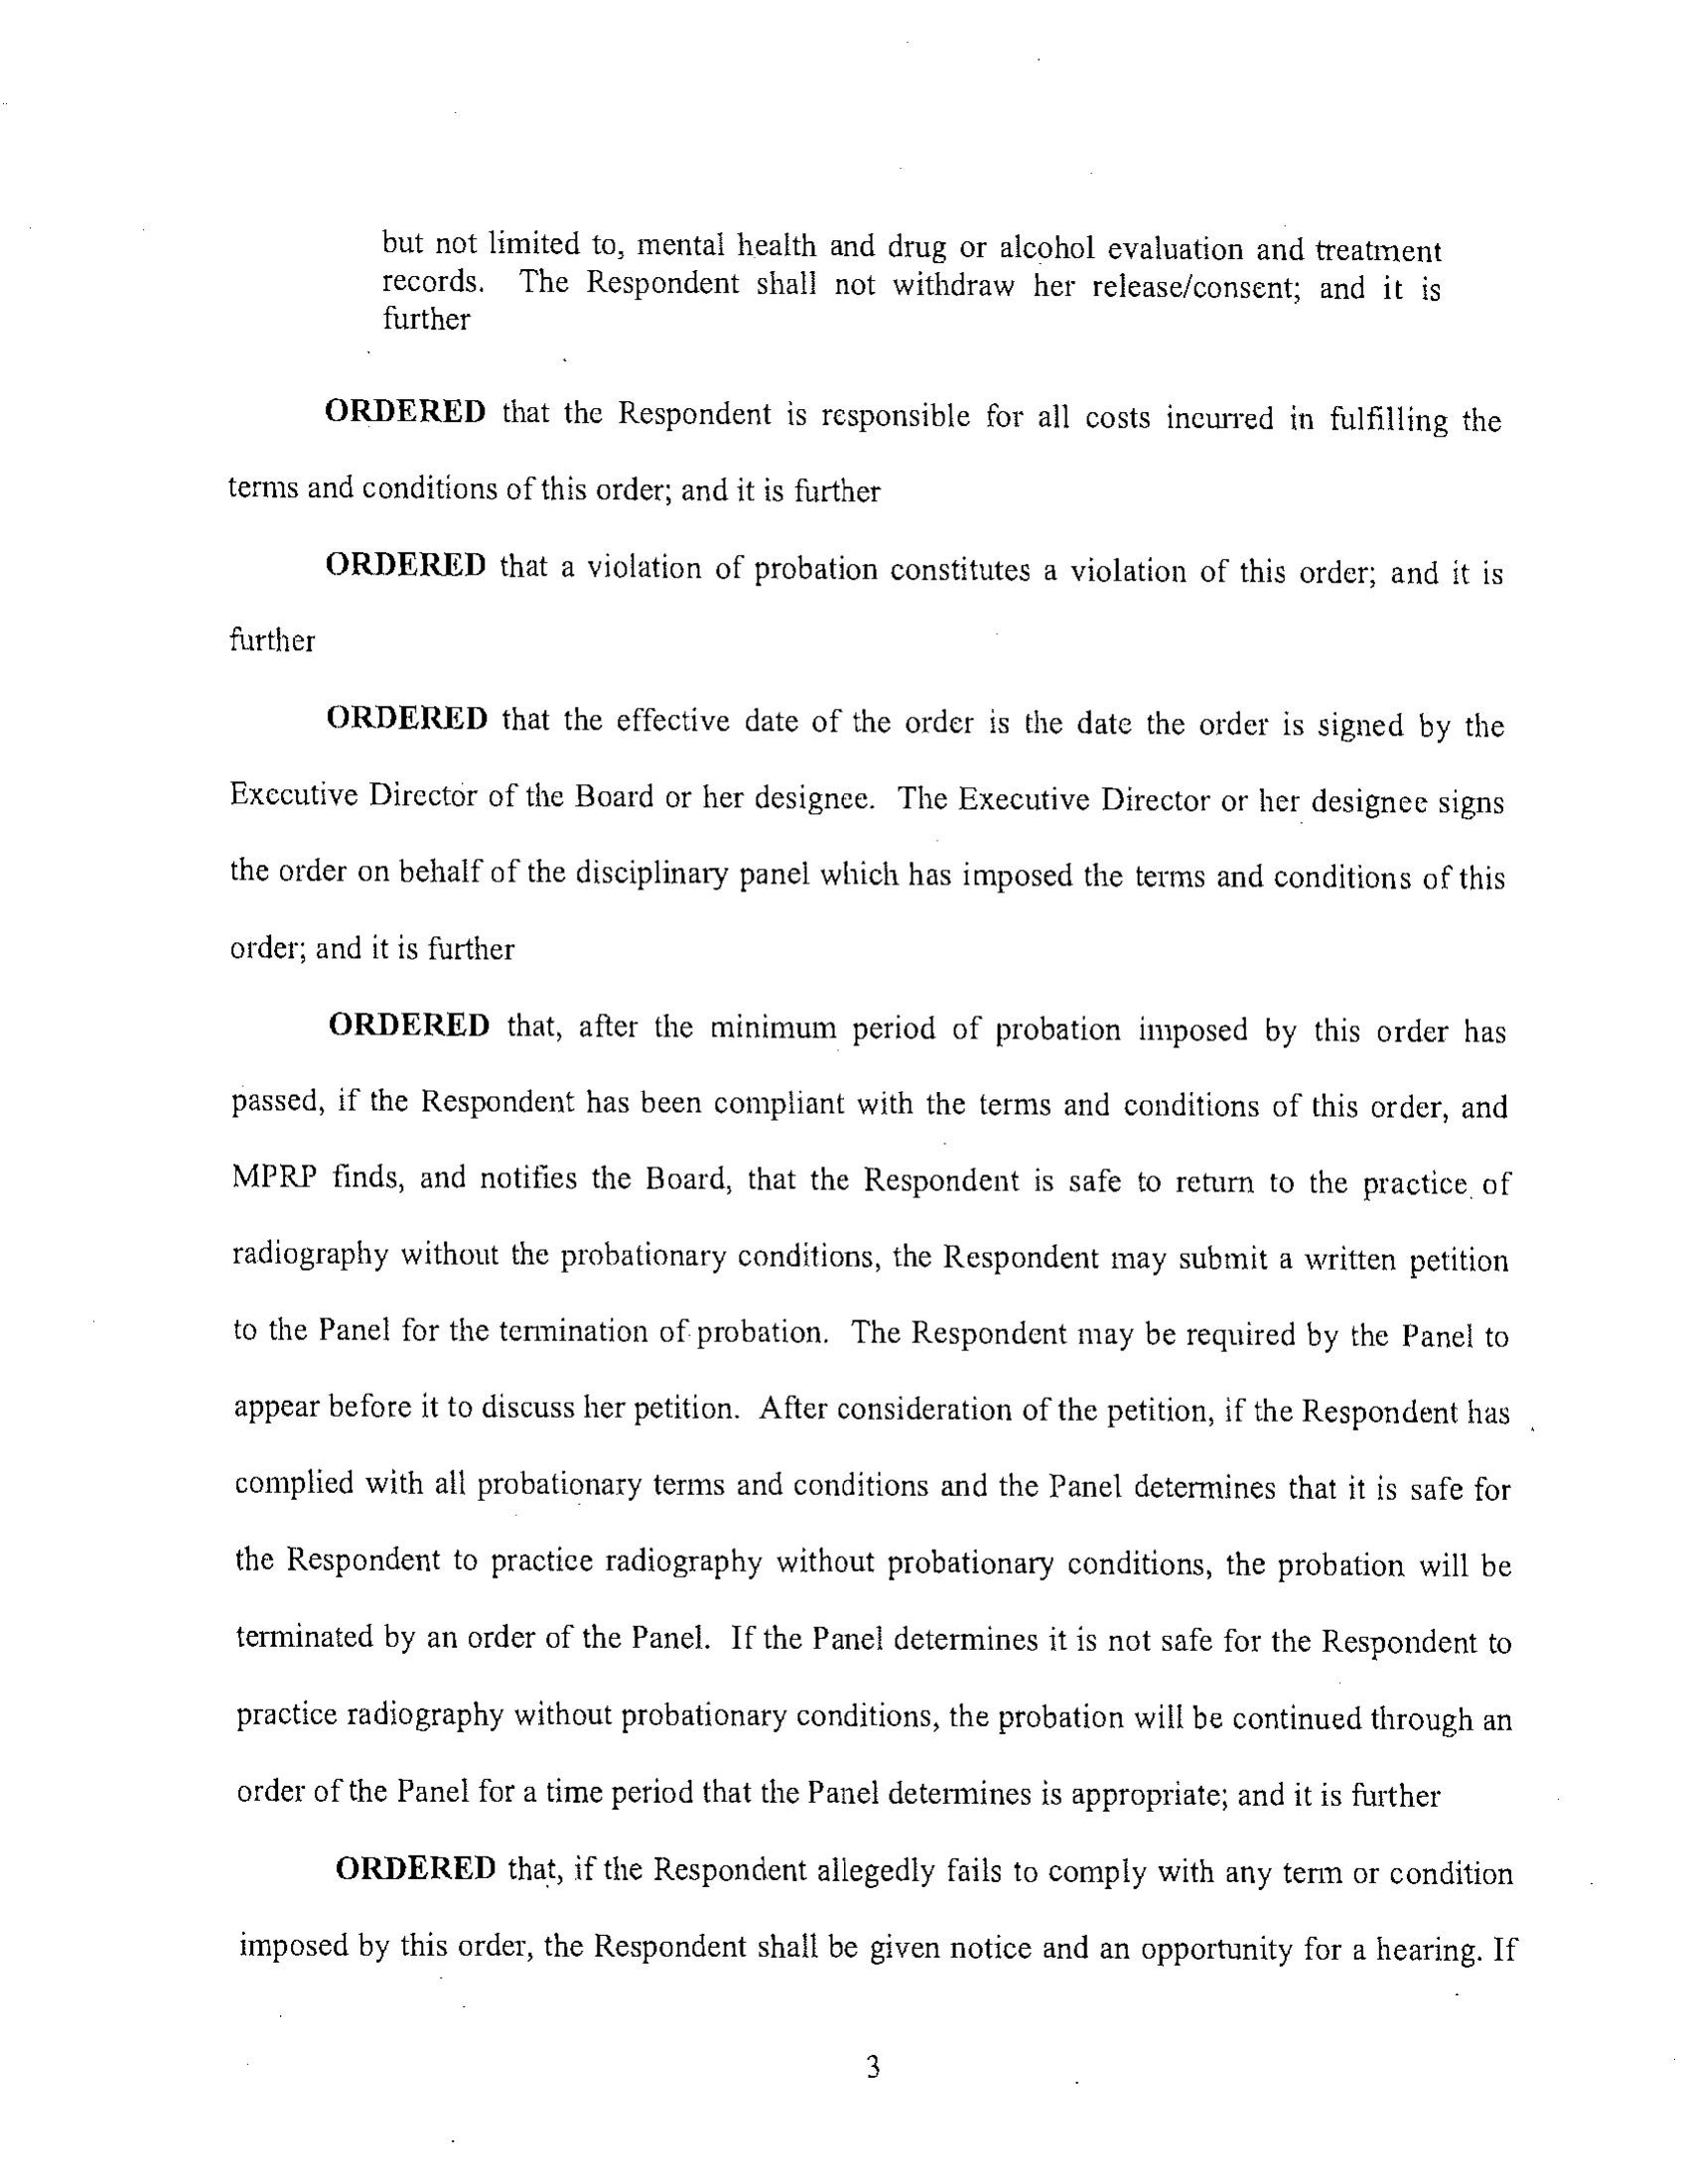 but not limited to, mental health and drug or alcohol evaluation and treatment
records. The Respondent shall not withdraw her release/consent; and it is
further
ORDERED that the Respondent is responsible for all costs incurred in fulfilling the
terms and conditions of this order; and it is further
ORDERED that a violation of probation constitutes a violation of this order; and it is
further
ORDERED that the effective date of the order is the date the order is signed by the
Executive Director of the Board or her designee. The Executive Director or her designee signs
the order on behalf of the disciplinary panel which has imposed the terms and conditions of this
order; and it is further
ORDERED that, after the minimum period of probation imposed by this order has
passed, if the Respondent has been compliant with the terms and conditions of this order, and
MPRP finds, and notifies the Board, that the Respondent is safe to return to the practice of
radiography without the probationary conditions, the Respondent may submit a written petition
to the Panel for the termination of probation. The Respondent may be required by the Panel to
appear before it to discuss her petition. After consideration of the petition, if the Respondent has
complied with all probationary terms and conditions and the Panel determines that it is safe for
the Respondent to practice radiography without probationary conditions, the probation will be
terminated by an order of the Panel. If the Panel determines it is not safe for the Respondent to
practice radiography without probationary conditions, the probation will be continued through an
order of the Panel for a time period that the Panel determines is appropriate; and it is further
ORDERED that, if the Respondent allegedly fails to comply with any term or condition
imposed by this order, the Respondent shall be given notice and an opportunity for a hearing. If
3